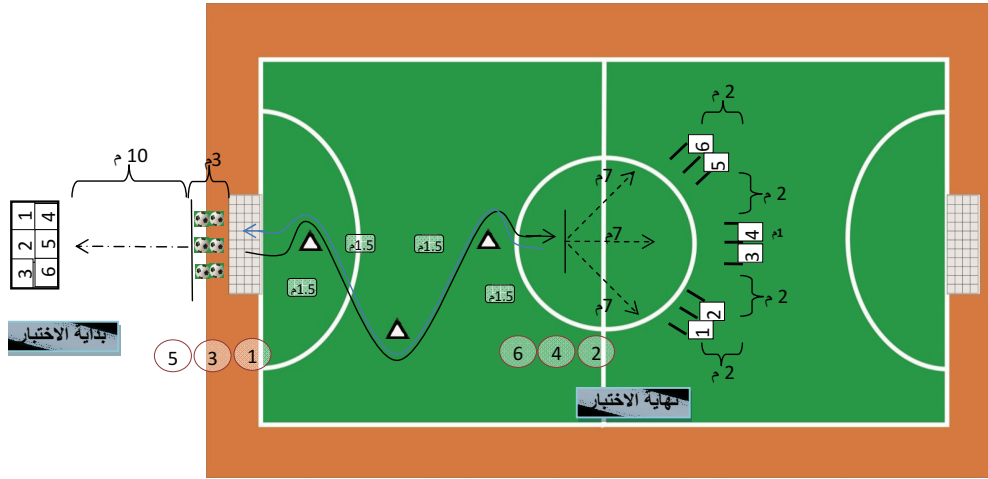 2 م
10 م
3م
6
5
7م
2 م
1 4
2 5
3 6
7م
4
1م
3
1.5م
1.5م
1.5م
1.5م
7م
2 م
2
1
بداية الاختبار
5 3 1
6 4 2
2 م
نهاية الاختبار